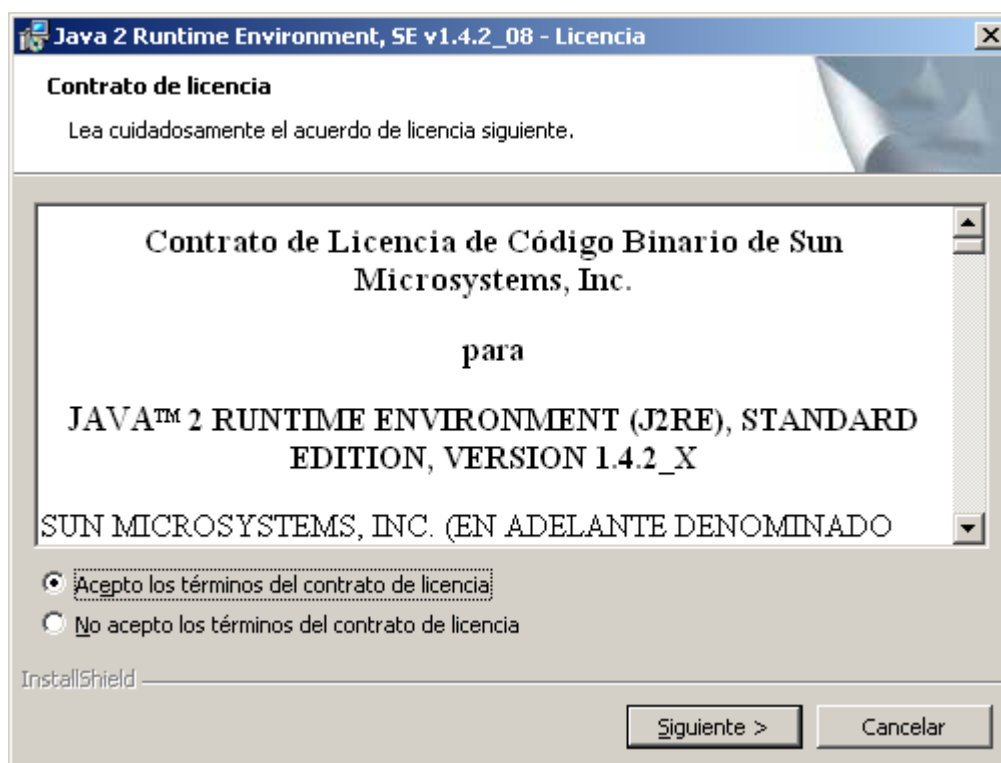 Java 2 Runtime Environment, SE v1.4.2_08 - Licencia
Contrato de licencia
Lea cuidadosamente el acuerdo de licencia siguiente.
Contrato de Licencia de Código Binario de Sun
Microsystems, Inc.
para
JAVA™ 2 RUNTIME ENVIRONMENT (J2RE), STANDARD
EDITION, VERSION 1.4.2_X
SUN MICROSYSTEMS, INC. (EN ADELANTE DENOMINADO
Acepto los términos del contrato de licencia
No acepto los términos del contrato de licencia
InstallShield
Siguiente >
Cancelar